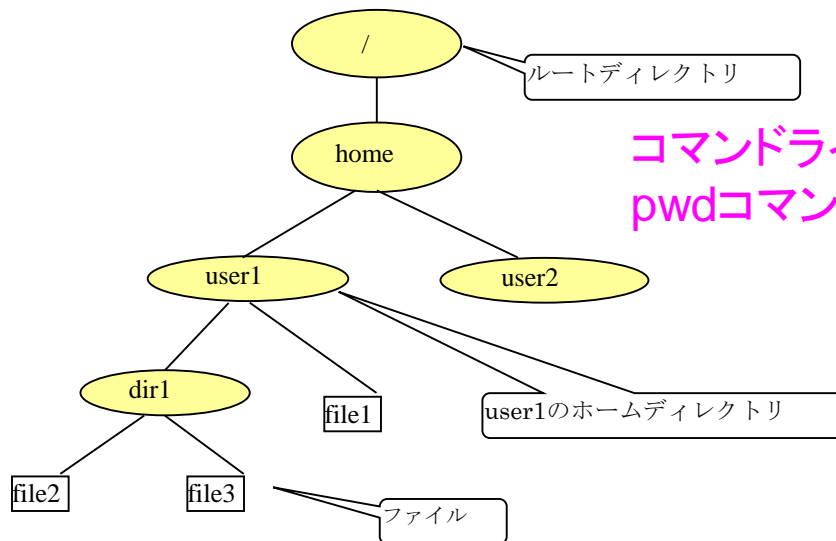 /
ルートディレクトリ
home
コマンドラ
pwdコマン
user1
user2
dir1
file1
user1のホームディレクトリ
file2
file3
ファイル